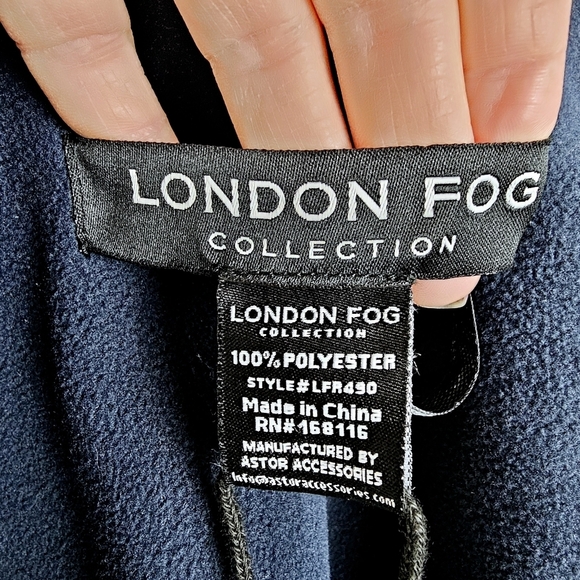 LONDON FOG
COLLECTION
LONDON FOG
COLLECTION
100% POLYESTER
STYLE#LFR490
Made in China
RN#168116
MANUFACTURED BY
ASTOR ACCESSORIES
info@astoraccessories.com